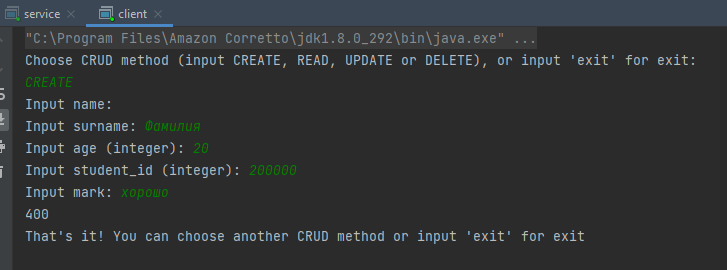 service × client ×
"C:\Program Files\Amazon Corretto\jdk1.8.0_292\bin\java.exe" ...
Choose CRUD method (input CREATE, READ, UPDATE or DELETE), or input 'exit' for exit:
CREATE
Input name:
Input surname: Фамилия
Input age (integer): 20
Input student_id (integer): 200000
Input mark: хорошо
400
That's it! You can choose another CRUD method or input 'exit' for exit